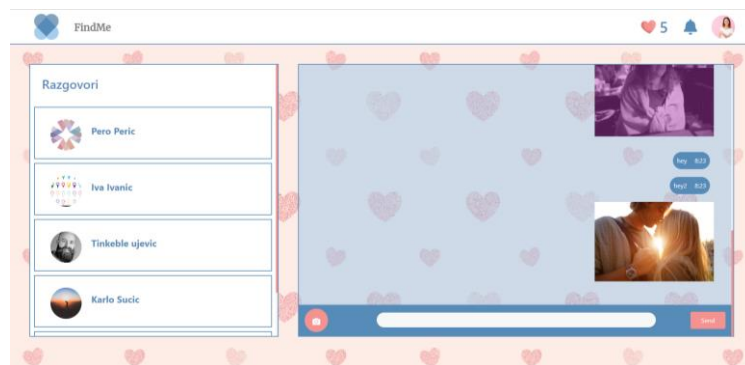 FindMe
5
Razgovori
Pero Peric
Iva Ivanic
Tinkeble ujevic
Karlo Sucic
hey 8:23
hey2 8:23
Send